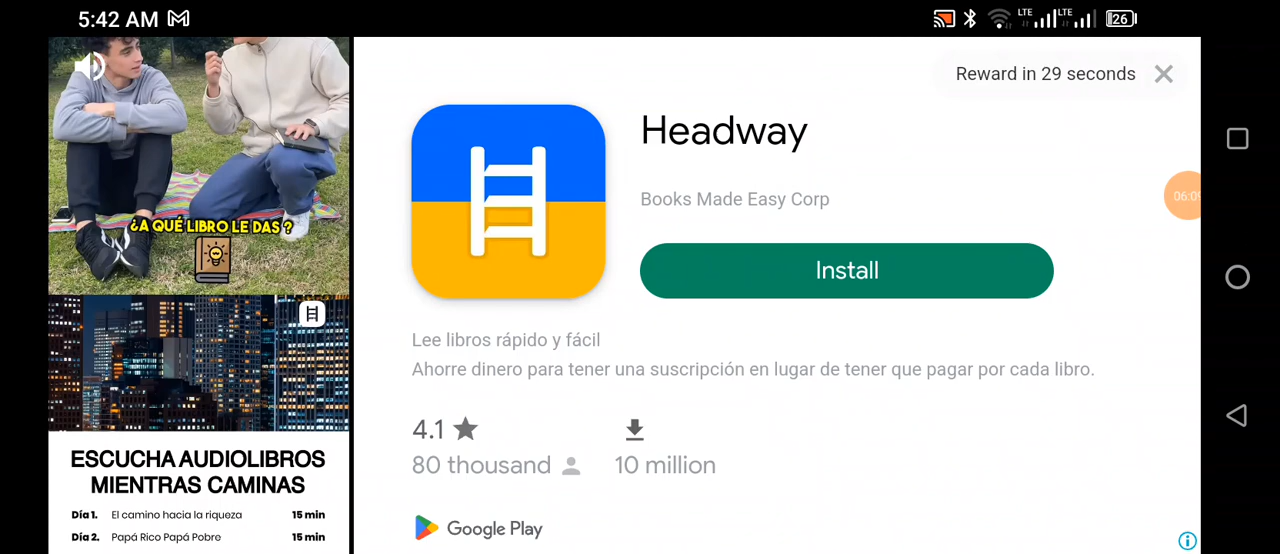 5:42 AM
LTE LTE 26
Reward in 29 seconds
¿A QUÉ LIBRO LE DAS ?
ESCUCHA AUDIOLIBROS
MIENTRAS CAMINAS
Día 1. El camino hacia la riqueza 15 min
Día 2. Papá Rico Papá Pobre 15 min
Headway
Books Made Easy Corp
Install
06:09
Lee libros rápido y fácil
Ahorre dinero para tener una suscripción en lugar de tener que pagar por cada libro.
4.1
80 thousand 10 million
Google Play